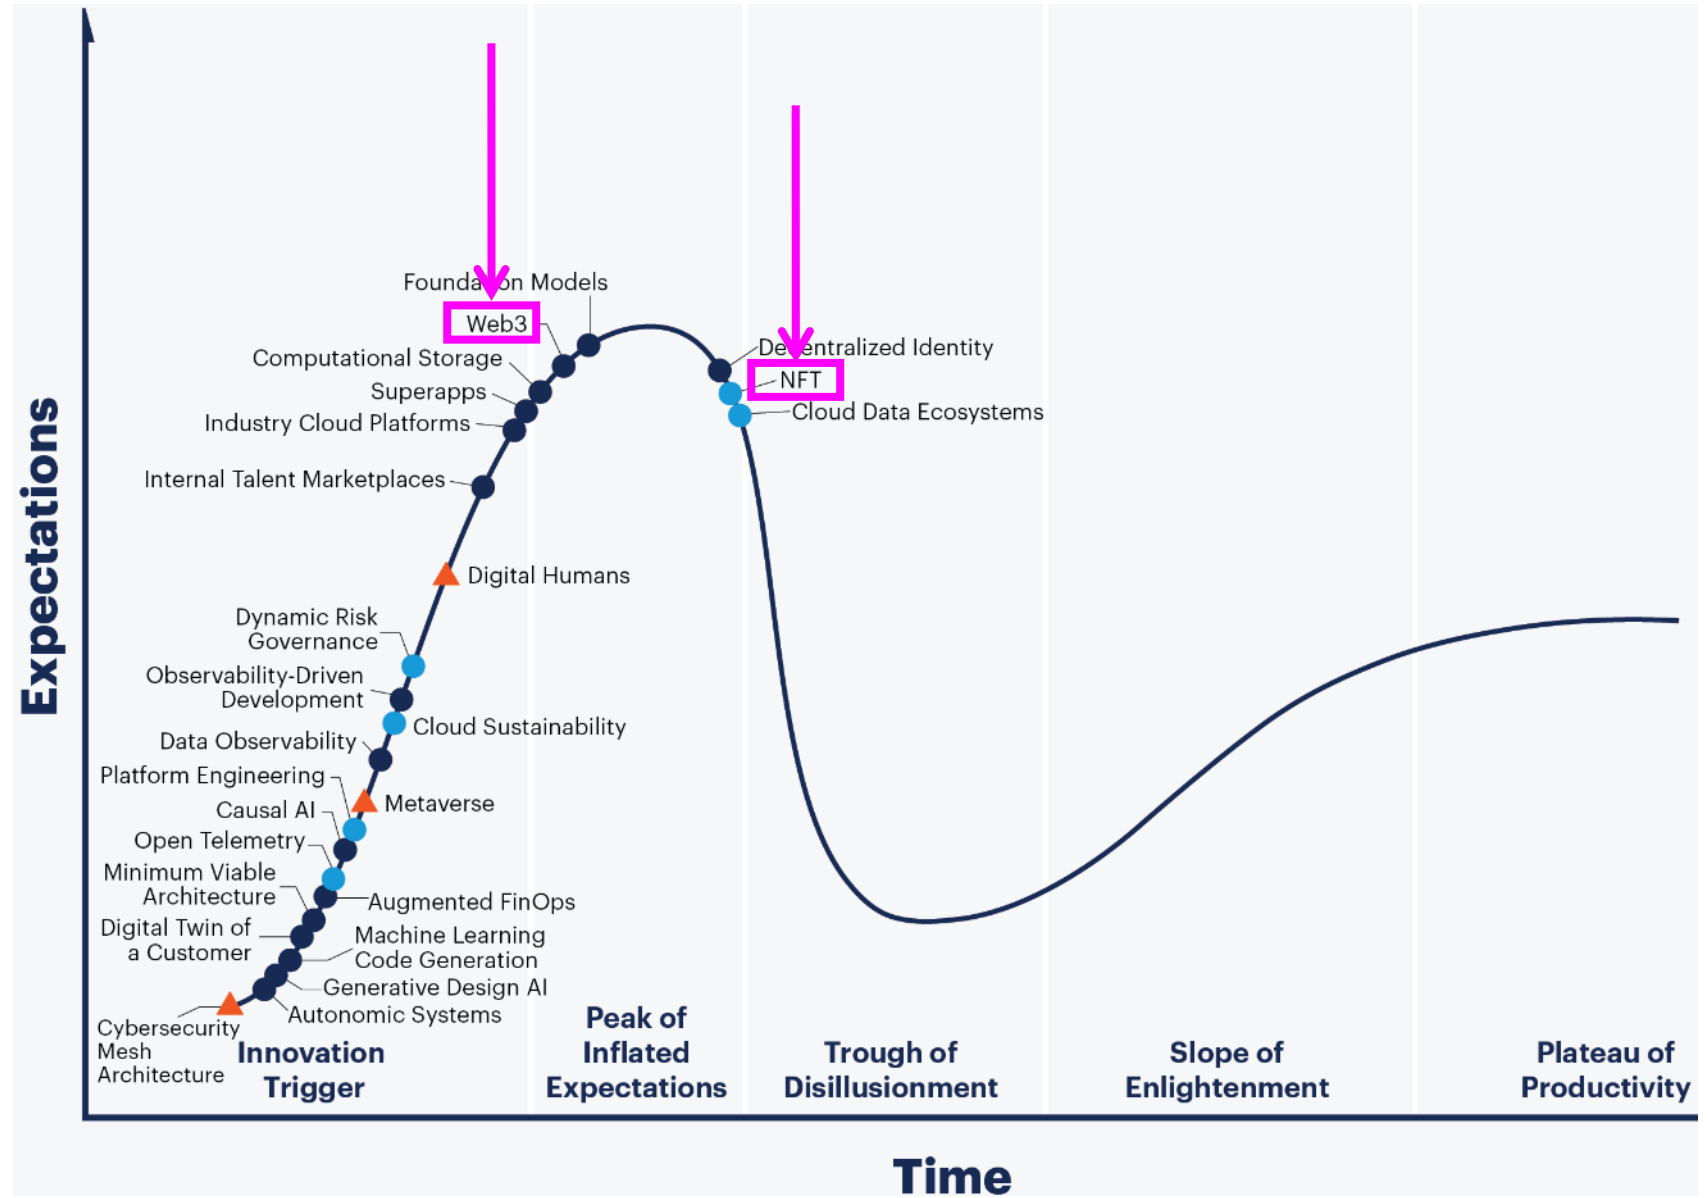 Foundation Models
Web3
Computational Storage
Superapps
Industry Cloud Platforms
Internal Talent Marketplaces
Digital Humans
Dynamic Risk
Governance
Observability-Driven
Development
Cloud Sustainability
Data Observability
Platform Engineering
Metaverse
Causal AI
Open Telemetry
Minimum Viable
Architecture
Augmented FinOps
Digital Twin of
a Customer
Machine Learning
Code Generation
Generative Design AI
Autonomic Systems
Cybersecurity
Mesh
Architecture
Decentralized Identity
NFT
Cloud Data Ecosystems
Expectations
Innovation
Trigger
Peak of
Inflated
Expectations
Trough of
Disillusionment
Slope of
Enlightenment
Plateau of
Productivity
Time